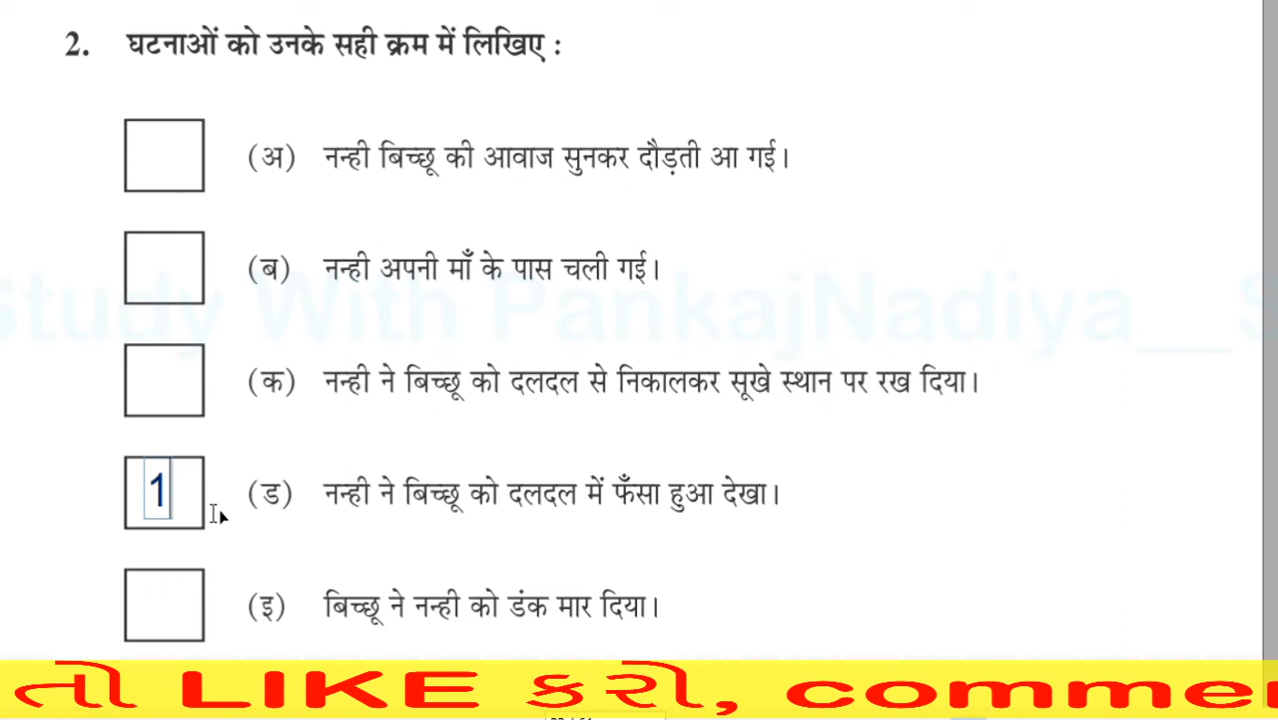 2. घटनाओं को उनके सही क्रम में लिखिए :
(अ) नन्ही बिच्छू की आवाज सुनकर दौड़ती आ गई।
(ब) नन्ही अपनी माँ के पास चली गई।
Study With PankajNadiya__S
(क) नन्ही ने बिच्छू को दलदल से निकालकर सूखे स्थान पर रख दिया।
1 (ड) नन्ही ने बिच्छू को दलदल में फँसा हुआ देखा।
(इ) बिच्छू ने नन्ही को डंक मार दिया।
તો LIKE કરો, comme